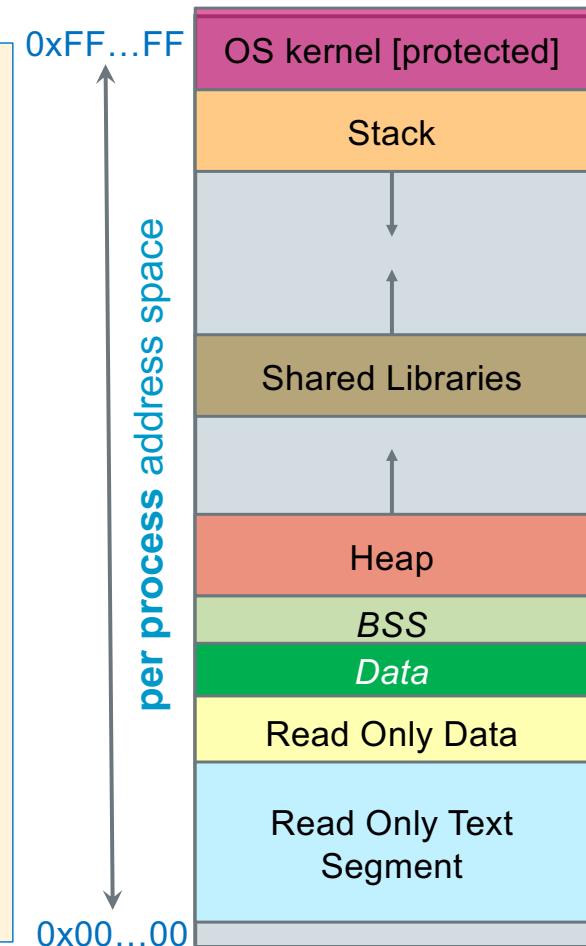 0xFF…FF
OS kernel [protected]
Stack
per process address space
Shared Libraries
Heap
BSS
Data
Read Only Data
Read Only Text
Segment
0x00…00